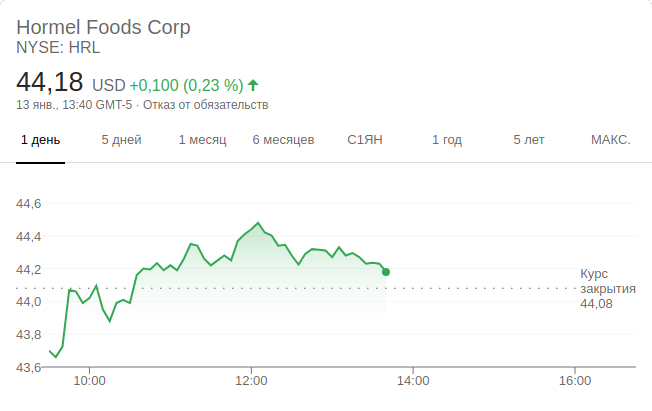 Hormel Foods Corp
NYSE: HRL
44,18 USD +0,100 (0,23 %)
13 янв., 13:40 GMT-5 · Отказ от обязательств
1 день 5 дней 1 месяц 6 месяцев С1ЯН 1 год 5 лет МАКС.
44,6
44,4
44,2
44,0
43,8
43,6
Курс
закрытия
44,08
10:00 12:00 14:00 16:00